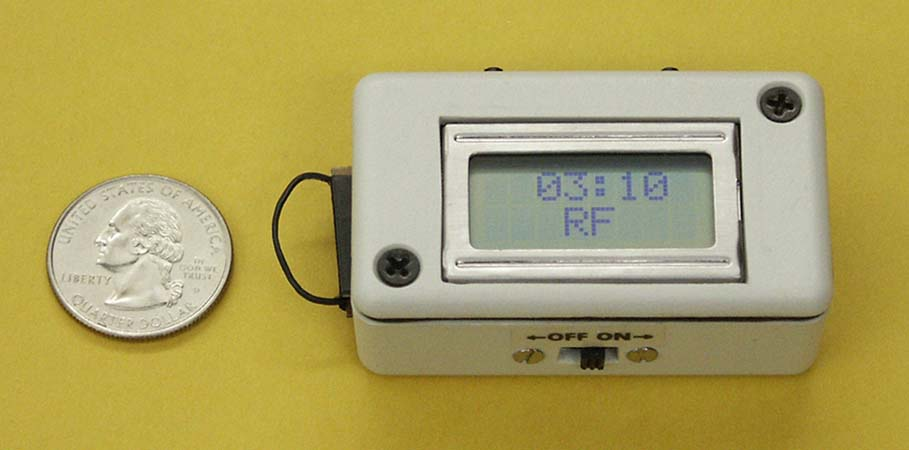 UNITED STATES OF AMERICA
LIBERTY
IN
GOD WE
TRUST
D
QUARTER DOLLAR
03:10
RF
←OFF ON→